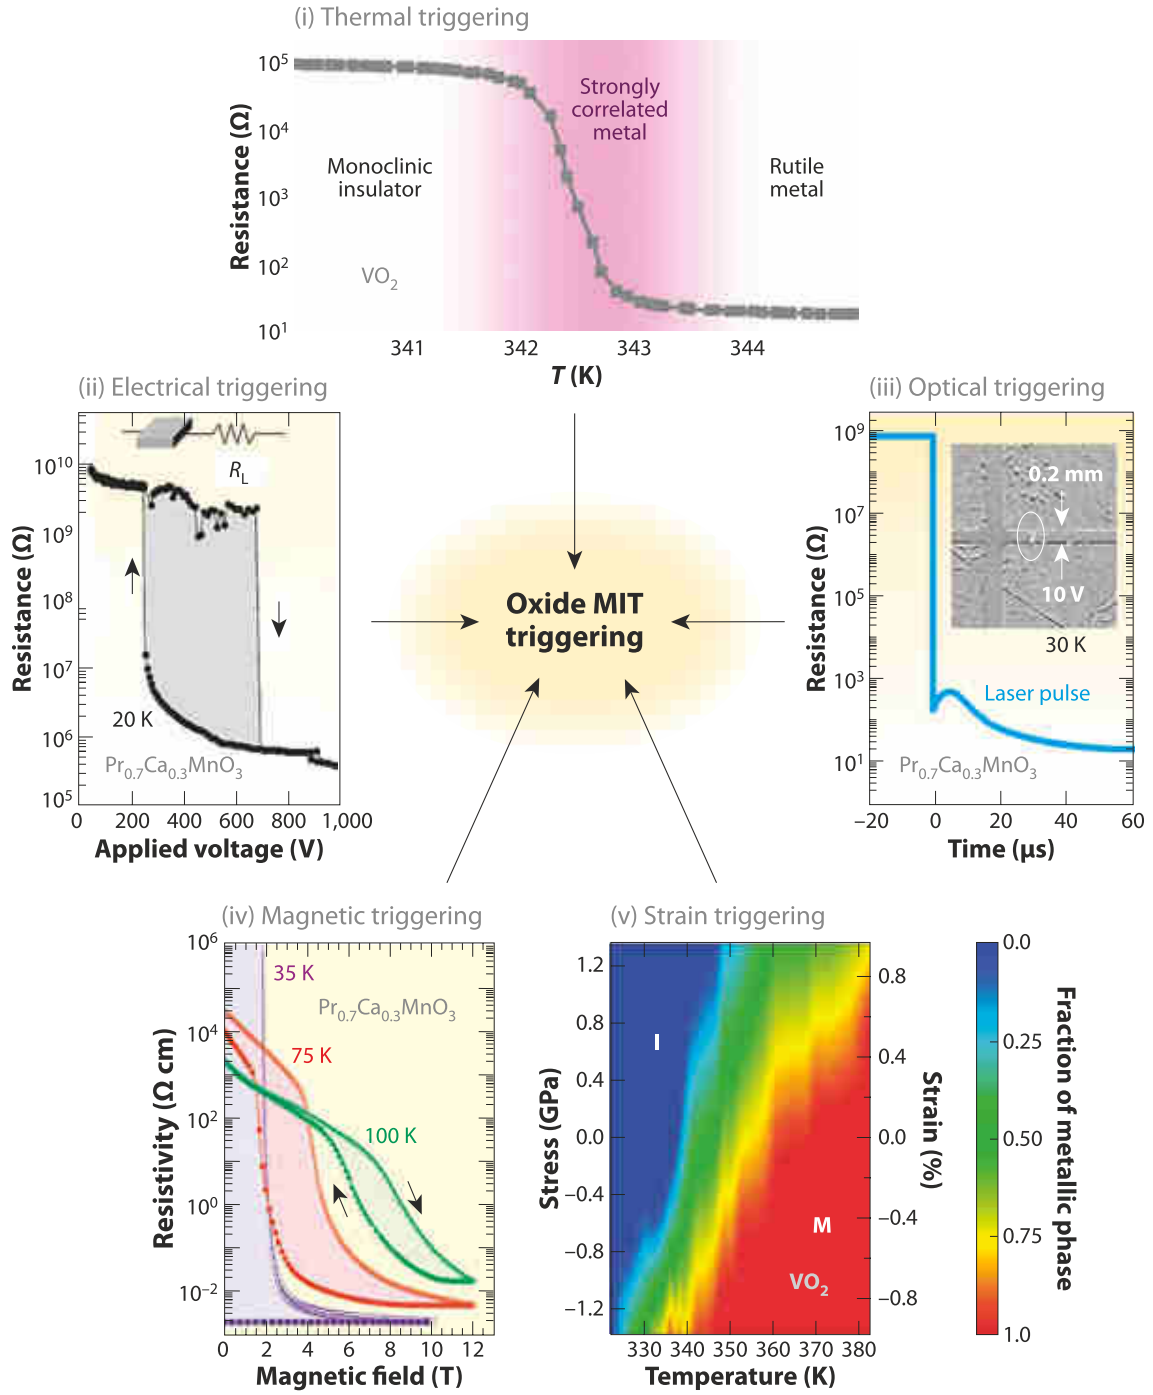 (i) Thermal triggering
Resistance (Ω)
10⁵
10⁴
10³
10²
10¹
Monoclinic
insulator
Strongly
correlated
metal
Rutile
metal
VO₂
341 342 343 344
T (K)
(ii) Electrical triggering
Resistance (Ω)
10¹⁰
10⁹
10⁸
10⁷
10⁶
10⁵
R_L
20 K
Pr₀.₇Ca₀.₃MnO₃
0 200 400 600 800 1,000
Applied voltage (V)
Oxide MIT
triggering
(iii) Optical triggering
Resistance (Ω)
10⁹
10⁷
10⁵
10³
10¹
0.2 mm
10 V
30 K
Laser pulse
Pr₀.₇Ca₀.₃MnO₃
–20 0 20 40 60
Time (μs)
(iv) Magnetic triggering
Resistivity (Ω cm)
10⁶
10⁴
10²
10⁰
10⁻²
35 K
Pr₀.₇Ca₀.₃MnO₃
75 K
100 K
0 2 4 6 8 10 12
Magnetic field (T)
(v) Strain triggering
Stress (GPa)
1.2
0.8
0.4
0.0
–0.4
–0.8
–1.2
I
M
VO₂
330 340 350 360 370 380
Temperature (K)
0.8
0.4
0.0
–0.4
–0.8
Strain (%)
0.0
0.25
0.50
0.75
1.0
Fraction of metallic phase